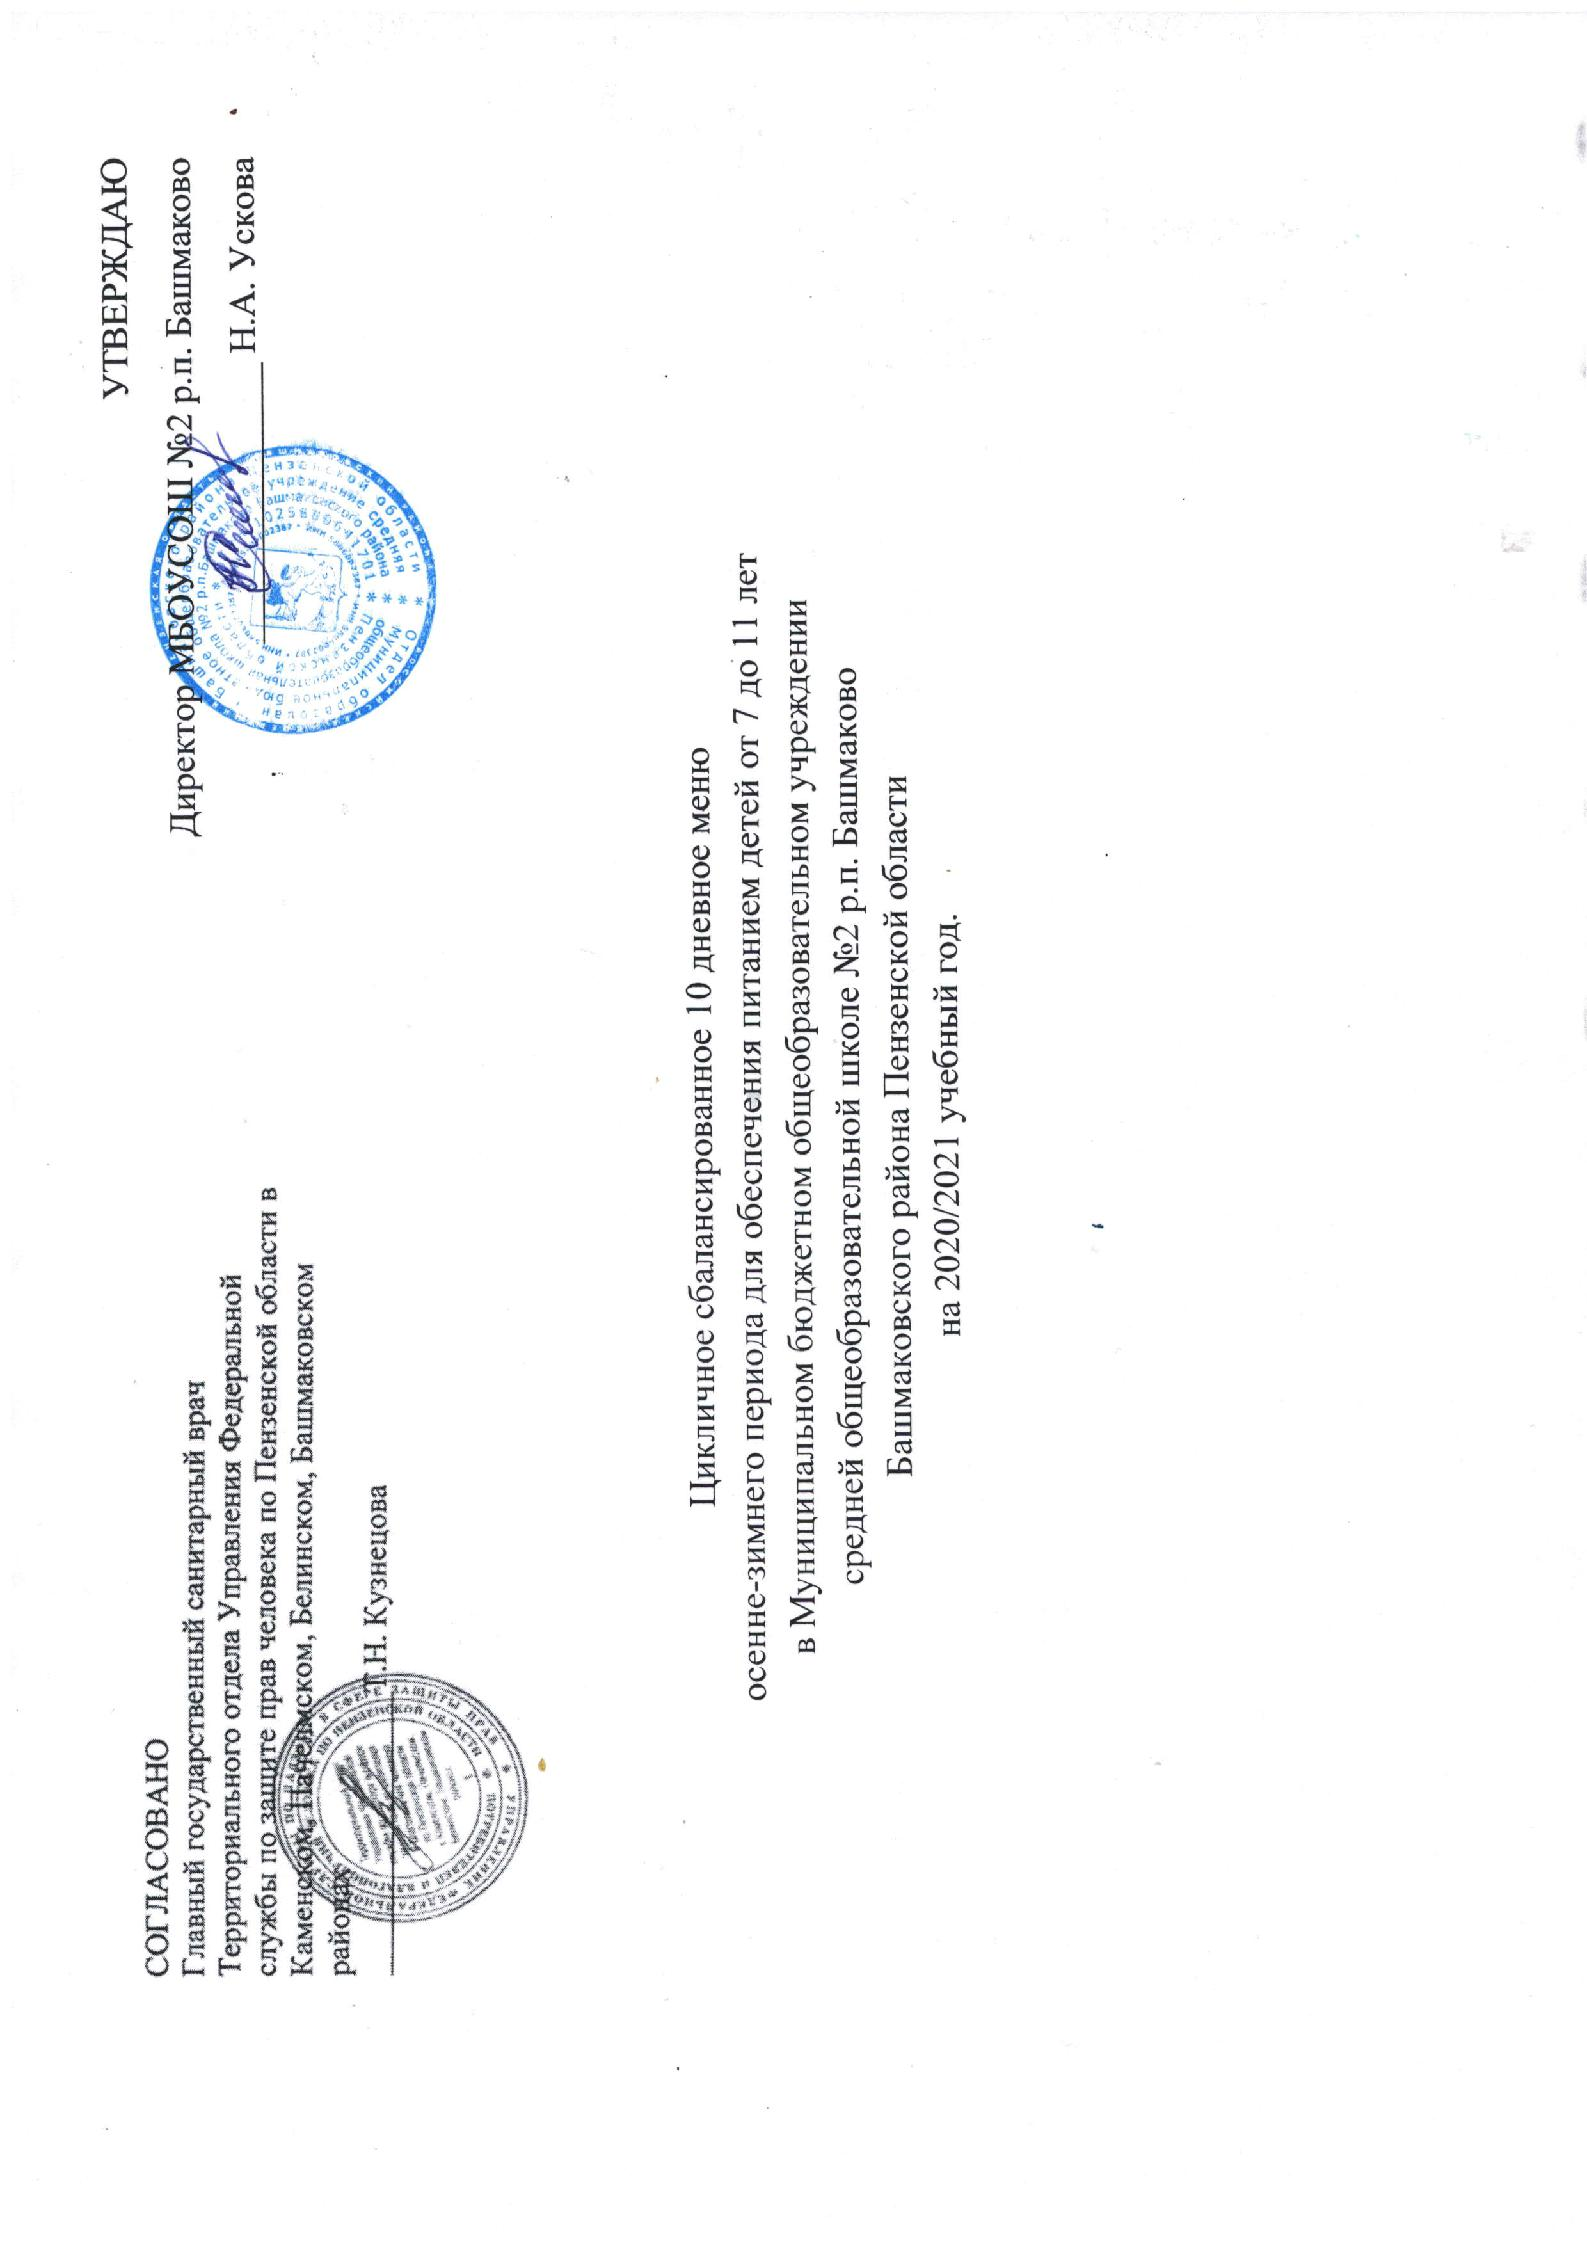 СОГЛАСОВАНО
Главный государственный санитарный врач
Территориального отдела Управления Федеральной
службы по защите прав человека по Пензенской области в
Каменском, Пачелмском, Белинском, Башмаковском
районах
Т.Н. Кузнецова
УТВЕРЖДАЮ
Директор МБОУСОШ №2 р.п. Башмаково
Н.А. Ускова
Цикличное сбалансированное 10 дневное меню
осенне-зимнего периода для обеспечения питанием детей от 7 до 11 лет
в Муниципальном бюджетном общеобразовательном учреждении
средней общеобразовательной школе №2 р.п. Башмаково
Башмаковского района Пензенской области
на 2020/2021 учебный год.